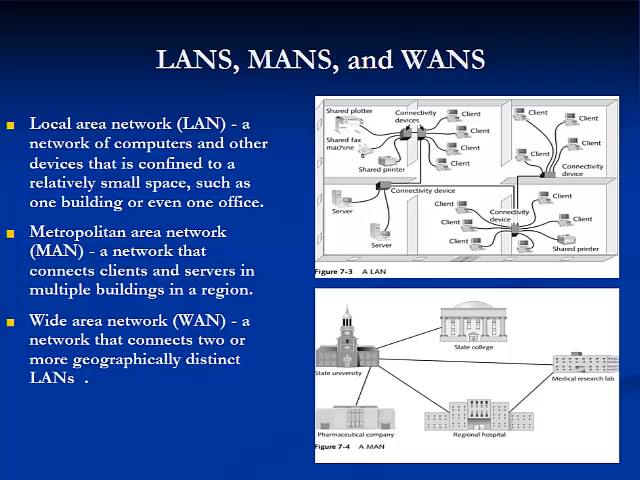 LANS, MANS, and WANS
Local area network (LAN) - a
network of computers and other
devices that is confined to a
relatively small space, such as
one building or even one office.
Metropolitan area network
(MAN) - a network that
connects clients and servers in
multiple buildings in a region.
Wide area network (WAN) - a
network that connects two or
more geographically distinct
LANs .
Shared plotter
Connectivity
devices
Client
Client
Shared fax
machine
Client
Client
Shared printer
Client
Client
Client
Client
Connectivity
device
Connectivity device
Server
Server
Client
Client
Client
Connectivity
device
Client
Client
Client
Shared printer
Figure 7-3 A LAN
State college
State university
Medical research lab
Pharmaceutical company
Regional hospital
Figure 7-4 A MAN